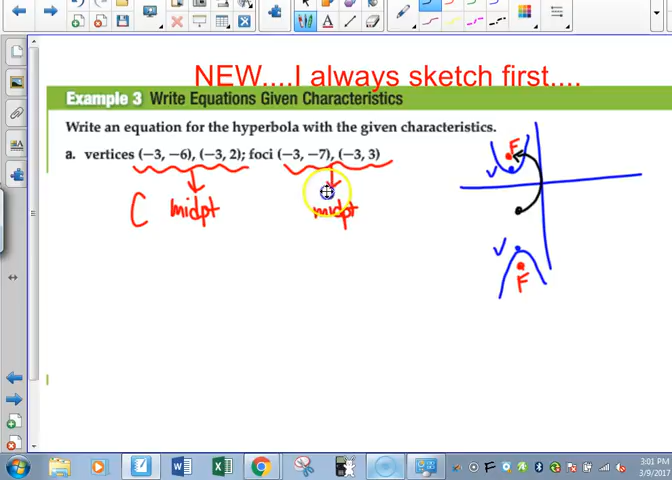 NEW....I always sketch first....
Example 3 Write Equations Given Characteristics
Write an equation for the hyperbola with the given characteristics.
a. vertices (−3, −6), (−3, 2); foci (−3, −7), (−3, 3)
C midpt midpt
F
V
V
F
3:01 PM
3/9/2017